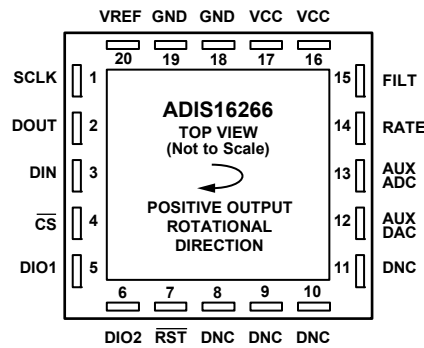 VREF GND GND VCC VCC
20 19 18 17 16
SCLK 1
DOUT 2
DIN 3
C̅S̅ 4
DIO1 5
ADIS16266
TOP VIEW
(Not to Scale)
POSITIVE OUTPUT
ROTATIONAL
DIRECTION
15 FILT
14 RATE
13 AUX
ADC
12 AUX
DAC
11 DNC
6 7 8 9 10
DIO2 R̅S̅T̅ DNC DNC DNC